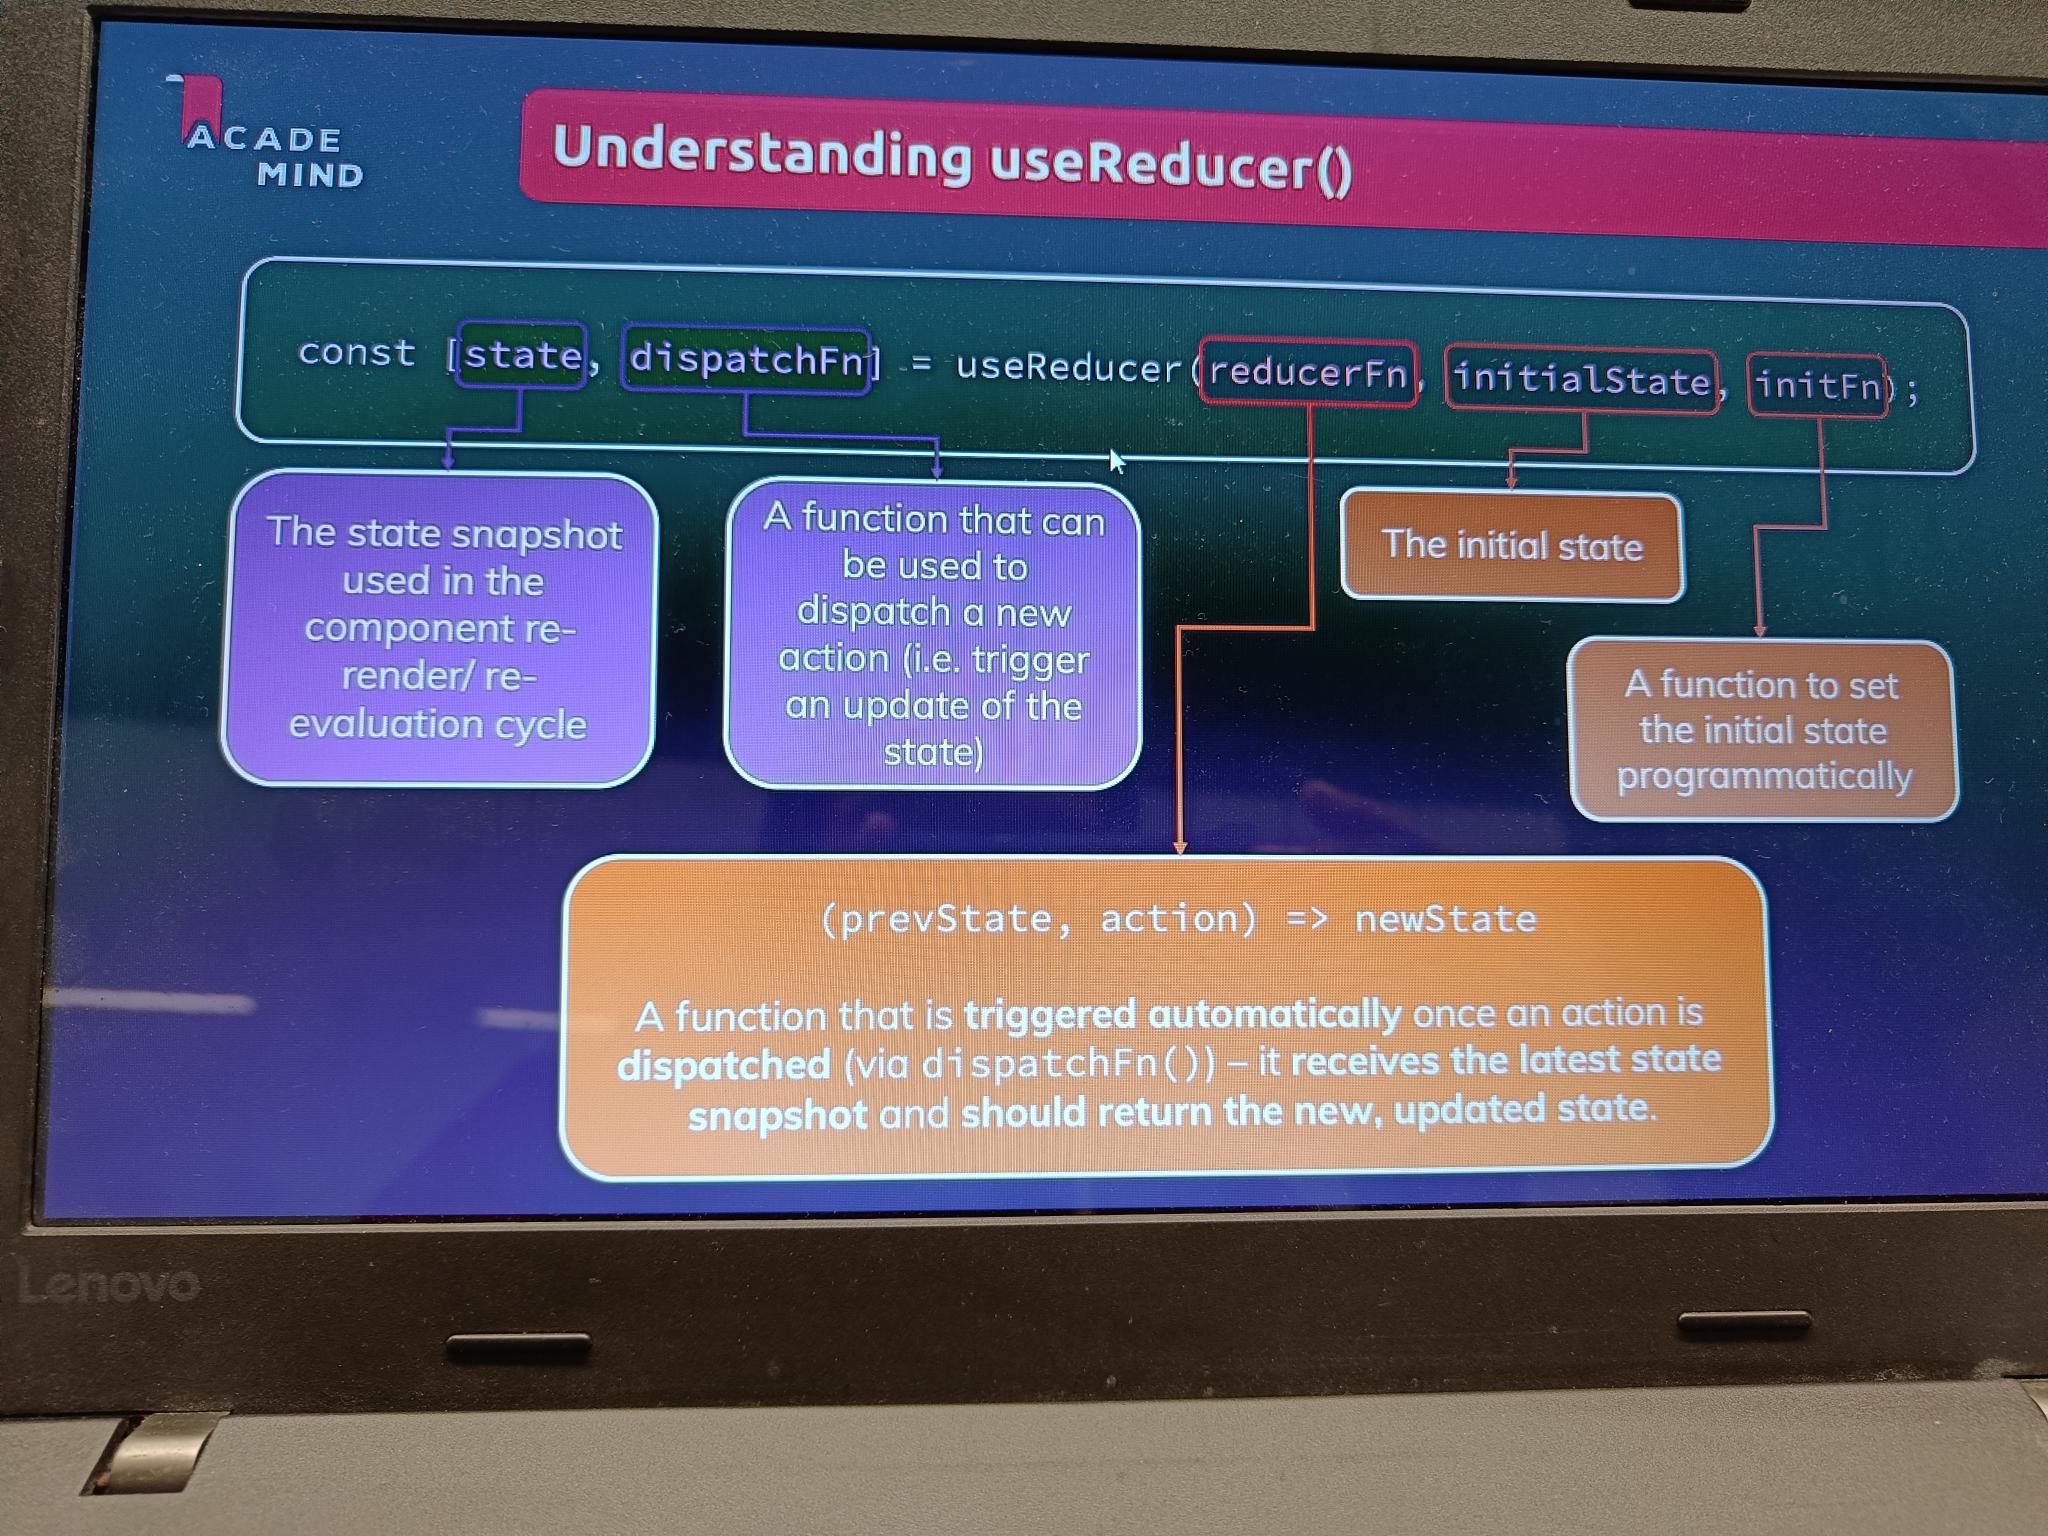 ACADE
MIND
Understanding useReducer()
const [state, dispatchFn] = useReducer(reducerFn, initialState, initFn);
The state snapshot
used in the
component re-
render/ re-
evaluation cycle
A function that can
be used to
dispatch a new
action (i.e. trigger
an update of the
state)
The initial state
A function to set
the initial state
programmatically
(prevState, action) => newState
A function that is triggered automatically once an action is
dispatched (via dispatchFn()) – it receives the latest state
snapshot and should return the new, updated state.
Lenovo